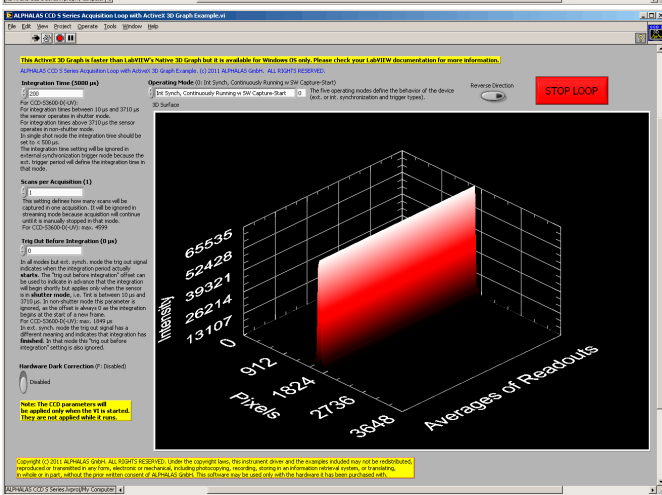 ALPHALAS CCD S Series Acquisition Loop with ActiveX 3D Graph Example.vi
File Edit View Project Operate Tools Window Help
This ActiveX 3D Graph is faster than LabVIEW's Native 3D Graph but it is available for Windows OS only. Please check your LabVIEW documentation for more information.
ALPHALAS CCD S Series Acquisition Loop with ActiveX 3D Graph Example, (c) 2011 ALPHALAS GmbH. ALL RIGHTS RESERVED.
Integration Time (5000 µs)
200
For CCD-S3600-D(-UV):
For integration times between 10 µs and 3710 µs
the sensor operates in shutter mode.
For integration times above 3710 µs the sensor
operates in non-shutter mode.
In single shot mode the integration time should be
set to < 500 µs.
The integration time setting will be ignored in
external synchronization trigger mode because the
ext. trigger period will define the integration time in
that mode.
Scans per Acquisition (1)
1
This setting defines how many scans will be
captured in one acquisition. It will be ignored in
streaming mode because acquisition will continue
until it is manually stopped in that mode.
For CCD-S3600-D(-UV): max. 4599
Trig Out Before Integration (0 µs)
0
In all modes but ext. synch. mode the trig out signal
indicates when the integration period actually
starts. The "trig out before integration" offset can
be used to indicate in advance that the integration
will begin shortly but applies only when the sensor
is in shutter mode, i.e. Tint is between 10 µs and
3710 µs. In non-shutter mode this parameter is
ignored, as the offset is always 0 as the integration
begins at the start of a new frame.
For CCD-S3600-D(-UV): max. 1849 µs
In ext. synch. mode the trig out signal has a
different meaning and indicates that integration has
finished. In that mode this "trig out before
integration" setting is also ignored.
Hardware Dark Correction (F: Disabled)
Disabled
Note: The CCD parameters will
be applied only when the VI is started.
They are not applied while it runs.
Operating Mode (0: Int Synch, Continuously Running w SW Capture-Start)
Int Synch, Continuously Running w SW Capture-Start 0
The five operating modes define the behavior of the device
(ext. or int. synchronization and trigger types).
Reverse Direction
STOP LOOP
3D Surface
65535
52428
39321
26214
13107
0
Intensity
912
1824
2736
3648
Pixels
Averages of Readouts
Copyright (c) 2011 ALPHALAS GmbH. ALL RIGHTS RESERVED. Under the copyright laws, this instrument driver and the examples included may not be redistributed,
reproduced or transmitted in any form, electronic or mechanical, including photocopying, recording, storing in an information retrieval system, or translating,
in whole or in part, without the prior written consent of ALPHALAS GmbH. This software may be used only with the hardware it has been purchased with.
ALPHALAS CCD S Series.lvproj/My Computer